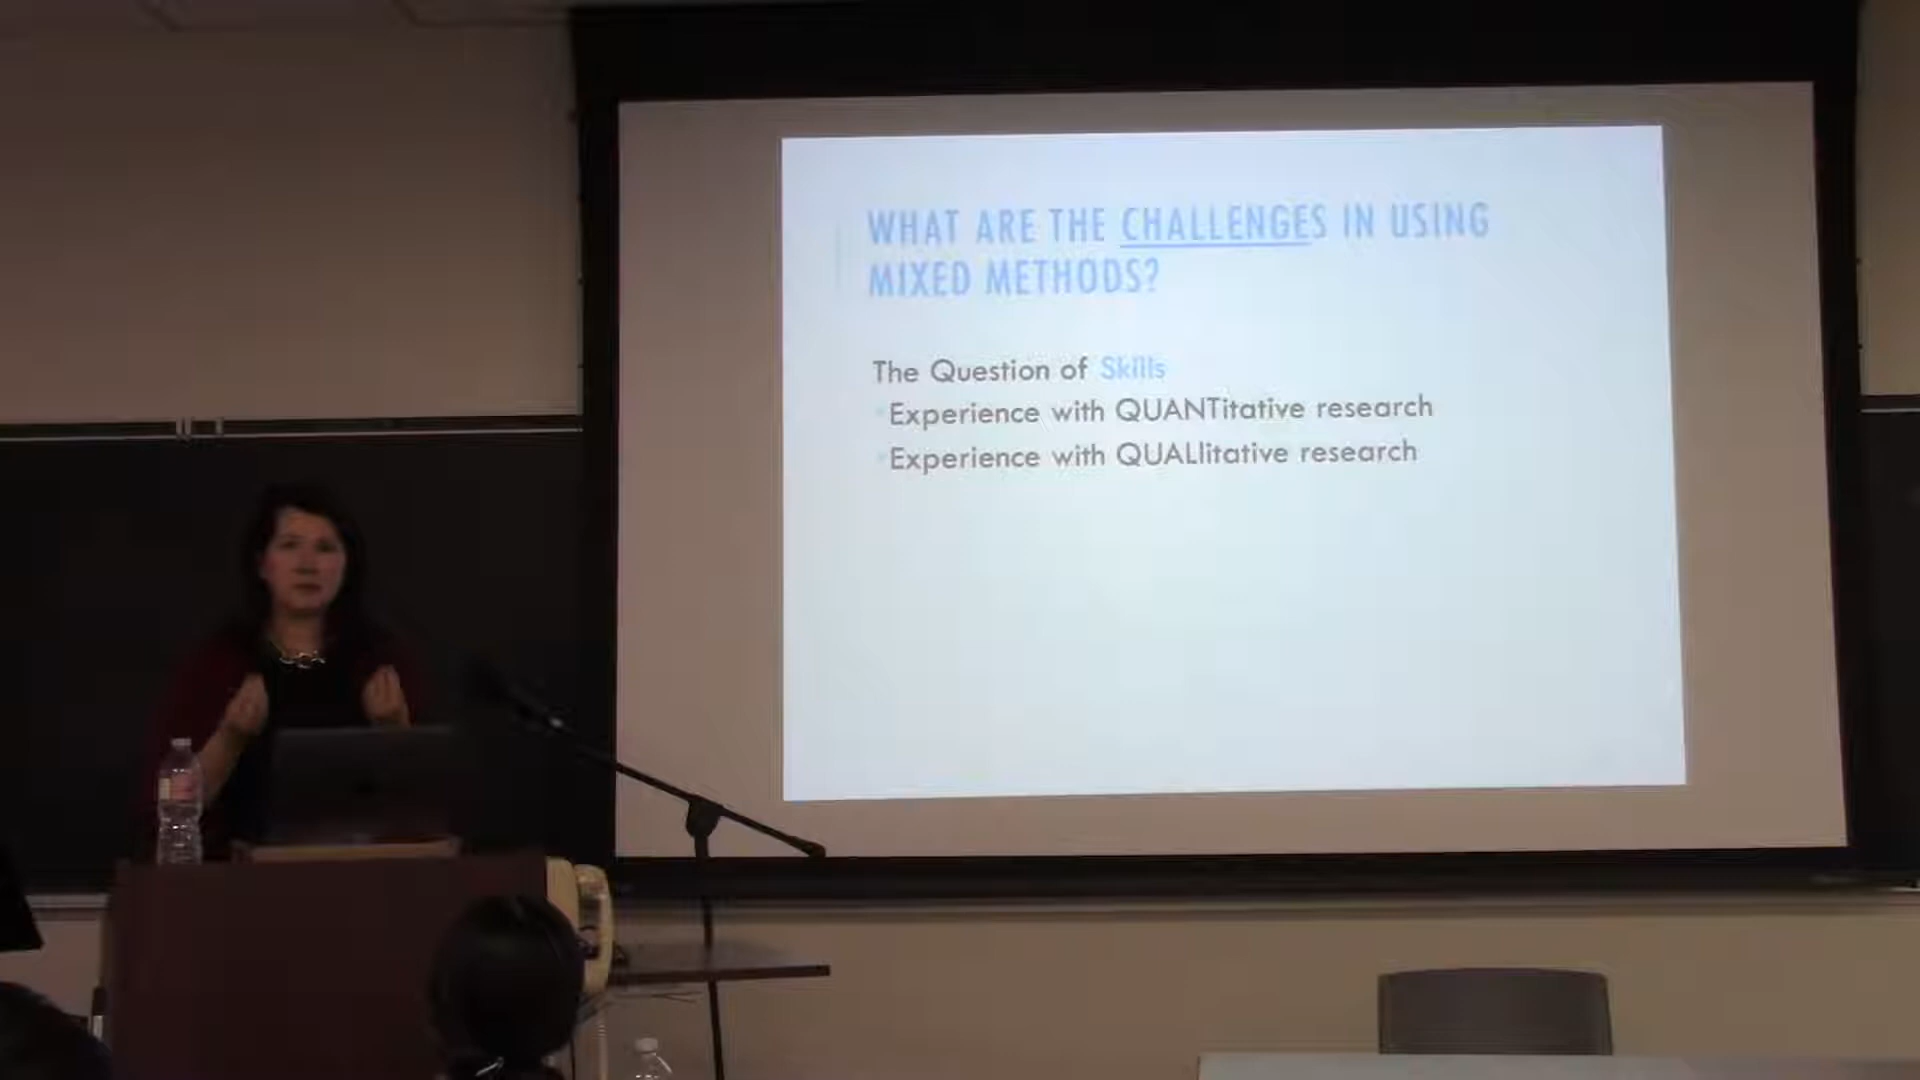 WHAT ARE THE CHALLENGES IN USING
MIXED METHODS?
The Question of Skills
Experience with QUANTitative research
Experience with QUALlitative research